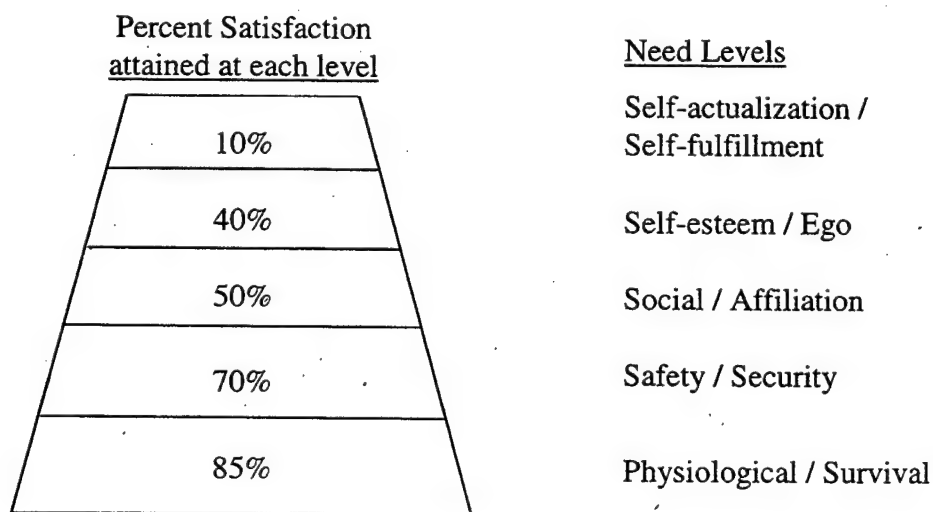 Percent Satisfaction
attained at each level
Need Levels
10%
Self-actualization /
Self-fulfillment
40%
Self-esteem / Ego
50%
Social / Affiliation
70%
Safety / Security
85%
Physiological / Survival